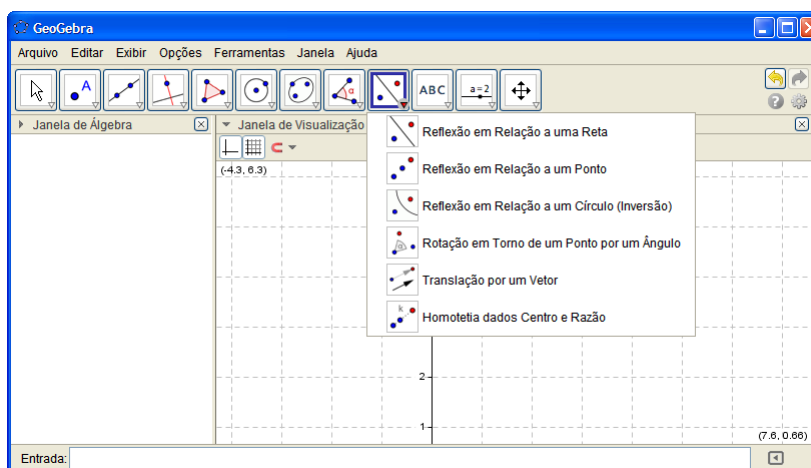 GeoGebra
Arquivo Editar Exibir Opções Ferramentas Janela Ajuda
A α ABC a=2
Janela de Álgebra
Janela de Visualização
Reflexão em Relação a uma Reta
Reflexão em Relação a um Ponto
Reflexão em Relação a um Círculo (Inversão)
Rotação em Torno de um Ponto por um Ângulo
Translação por um Vetor
k
Homotetia dados Centro e Razão
(-4.3, 6.3)
2
1
(7.6, 0.66)
Entrada: